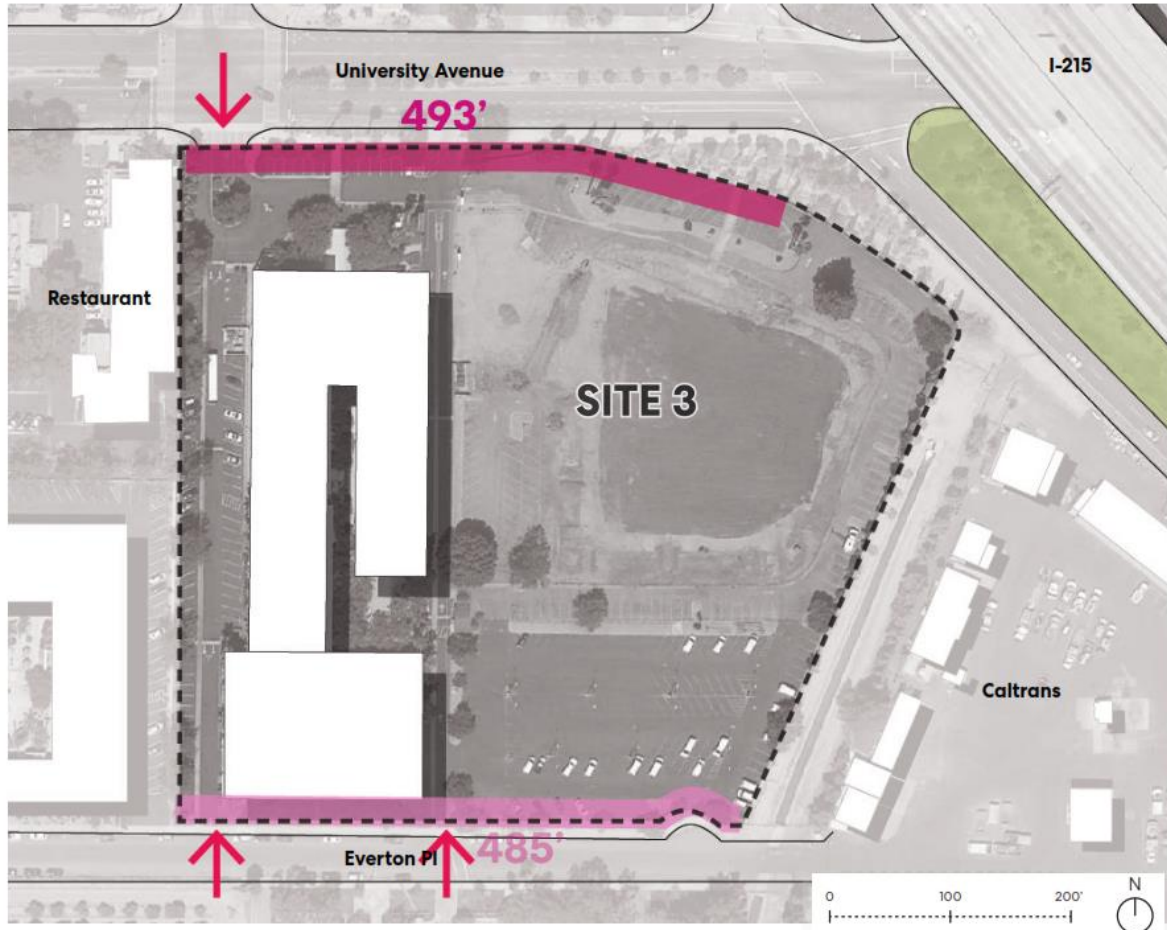 University Avenue
I-215
493’
Restaurant
SITE 3
Caltrans
Everton Pl
485’
0 100 200’
N